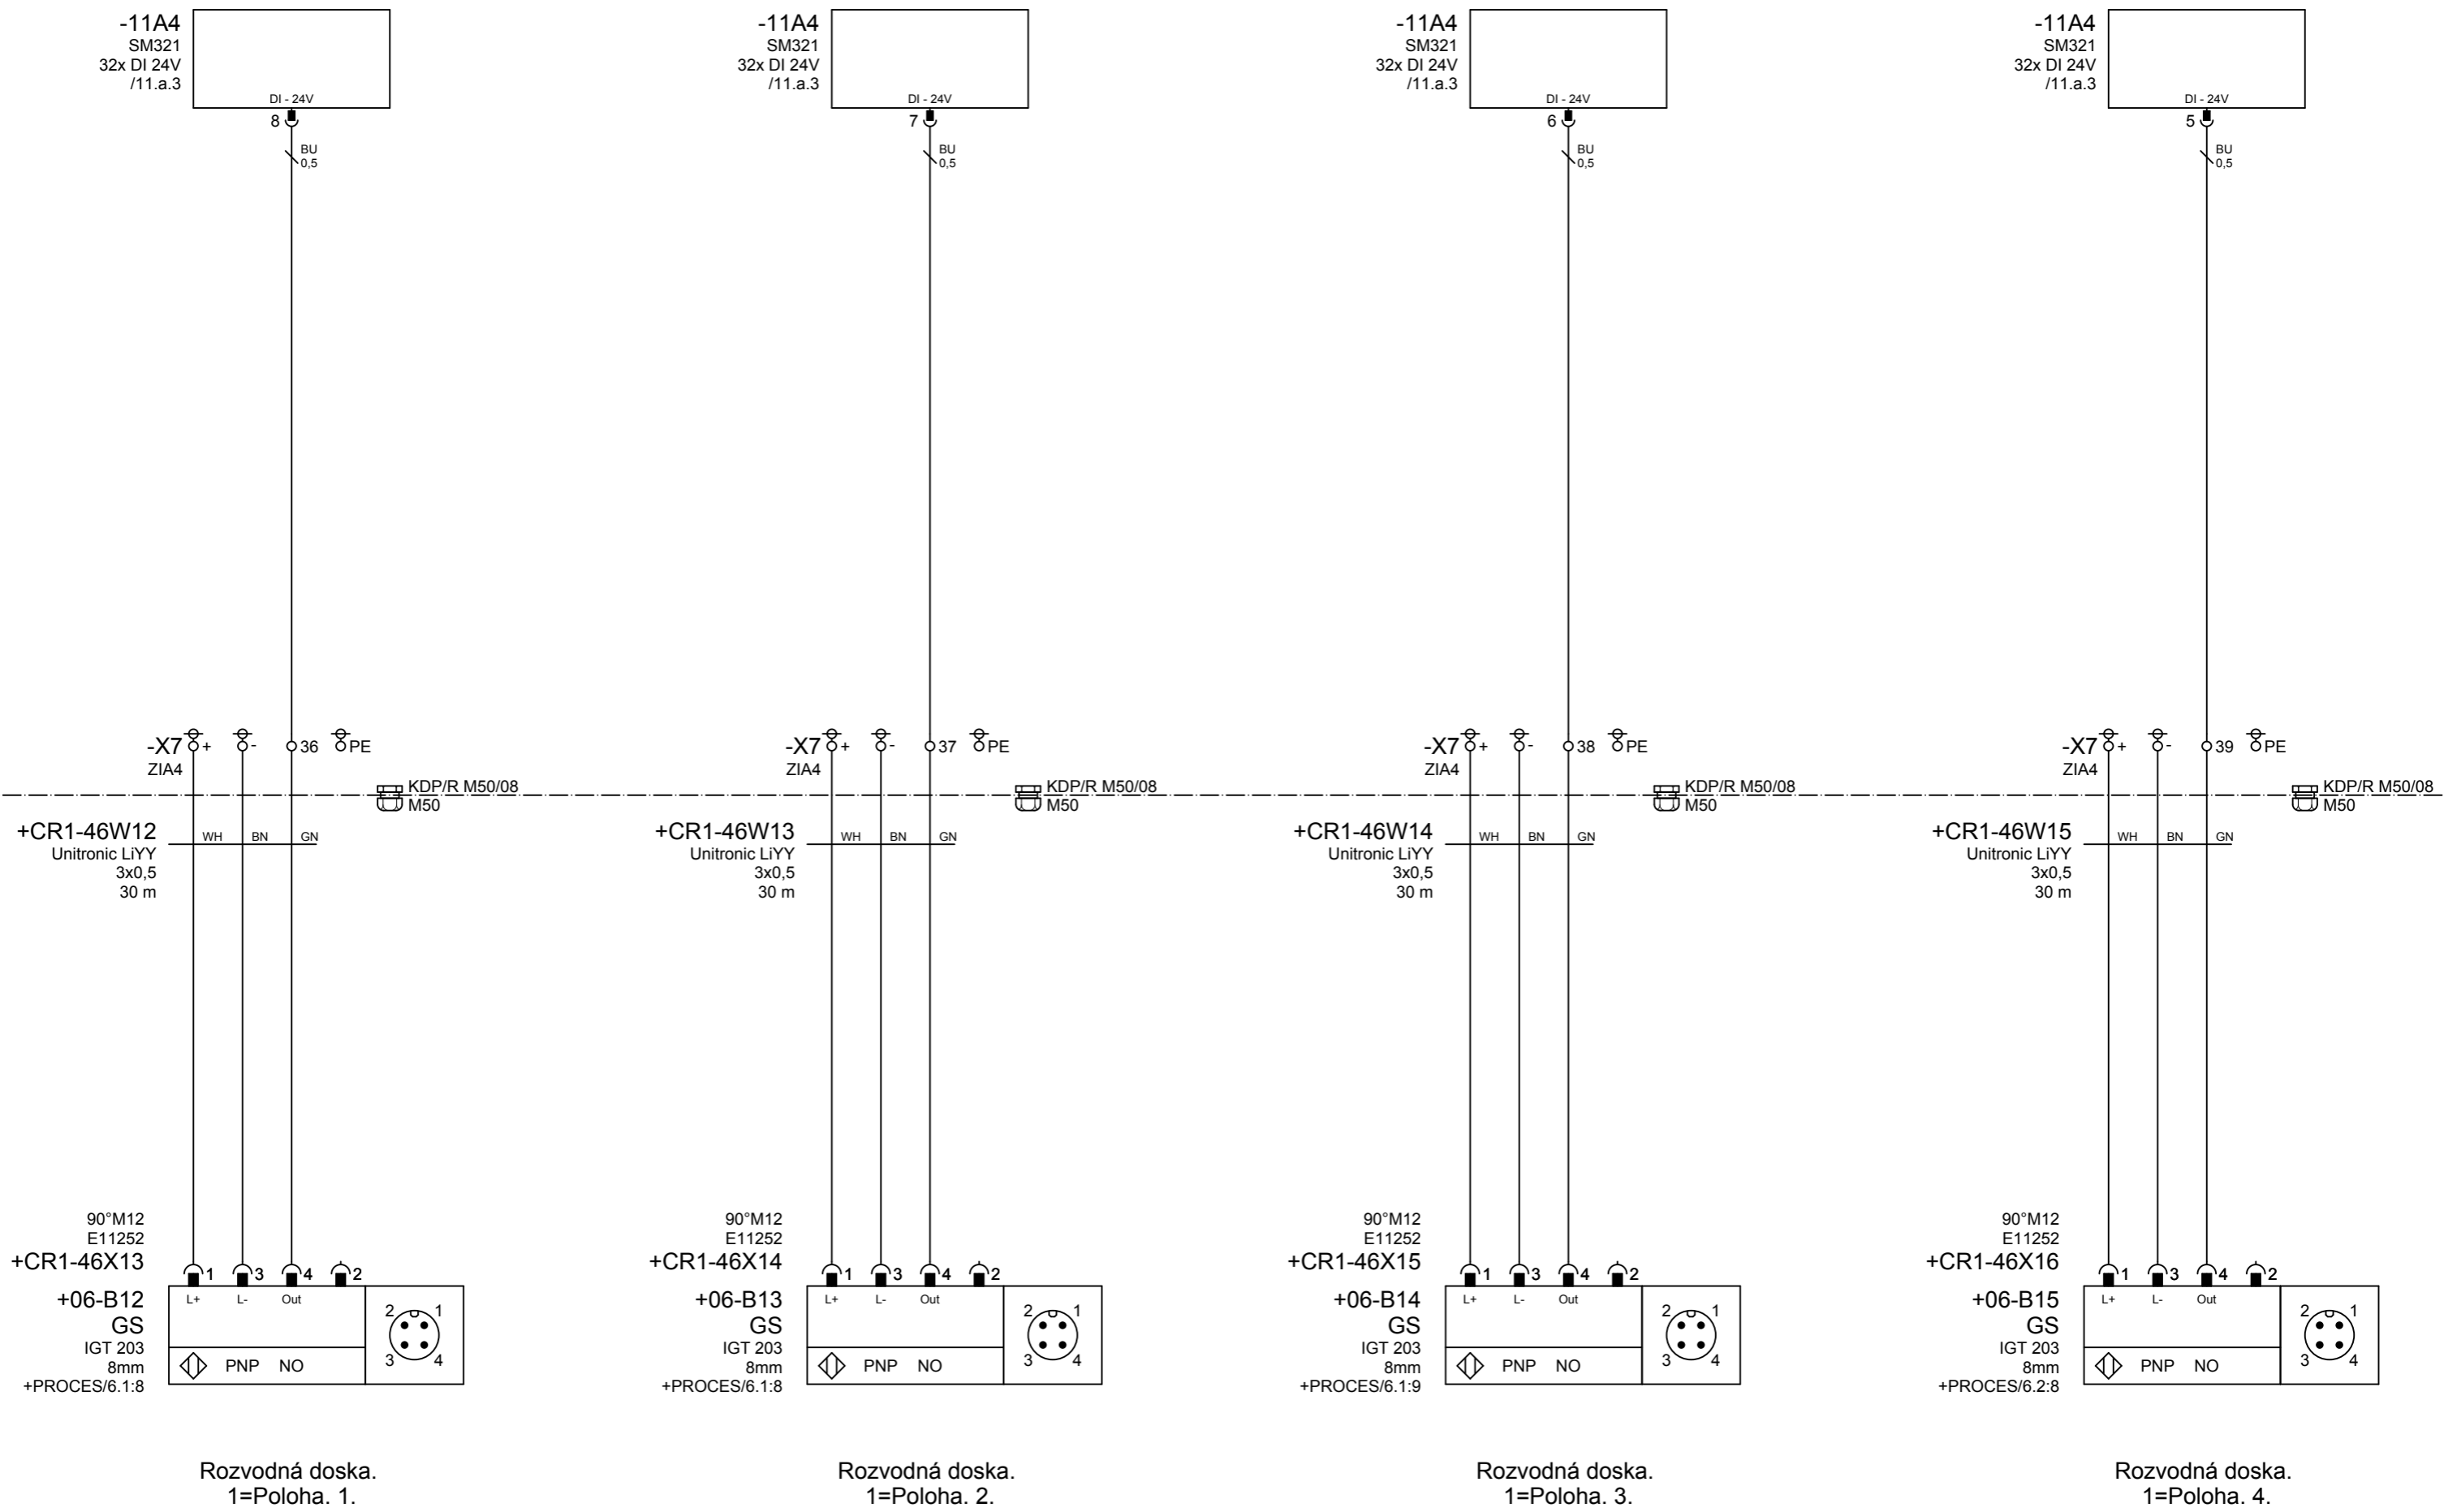 -11A4
SM321
32x DI 24V
/11.a.3
DI - 24V
8
BU
0,5
-11A4
SM321
32x DI 24V
/11.a.3
DI - 24V
7
BU
0,5
-11A4
SM321
32x DI 24V
/11.a.3
DI - 24V
6
BU
0,5
-11A4
SM321
32x DI 24V
/11.a.3
DI - 24V
5
BU
0,5
-X7 + - 36 PE
ZIA4
KDP/R M50/08
M50
-X7 + - 37 PE
ZIA4
KDP/R M50/08
M50
-X7 + - 38 PE
ZIA4
KDP/R M50/08
M50
-X7 + - 39 PE
ZIA4
KDP/R M50/08
M50
+CR1-46W12 WH BN GN
Unitronic LiYY
3x0,5
30 m
+CR1-46W13 WH BN GN
Unitronic LiYY
3x0,5
30 m
+CR1-46W14 WH BN GN
Unitronic LiYY
3x0,5
30 m
+CR1-46W15 WH BN GN
Unitronic LiYY
3x0,5
30 m
90°M12
E11252
+CR1-46X13
1 3 4 2
+06-B12 L+ L- Out
GS
IGT 203
8mm
+PROCES/6.1:8
PNP NO
2 1
3 4
90°M12
E11252
+CR1-46X14
1 3 4 2
+06-B13 L+ L- Out
GS
IGT 203
8mm
+PROCES/6.1:8
PNP NO
2 1
3 4
90°M12
E11252
+CR1-46X15
1 3 4 2
+06-B14 L+ L- Out
GS
IGT 203
8mm
+PROCES/6.1:9
PNP NO
2 1
3 4
90°M12
E11252
+CR1-46X16
1 3 4 2
+06-B15 L+ L- Out
GS
IGT 203
8mm
+PROCES/6.2:8
PNP NO
2 1
3 4
Rozvodná doska.
1=Poloha. 1.
Rozvodná doska.
1=Poloha. 2.
Rozvodná doska.
1=Poloha. 3.
Rozvodná doska.
1=Poloha. 4.